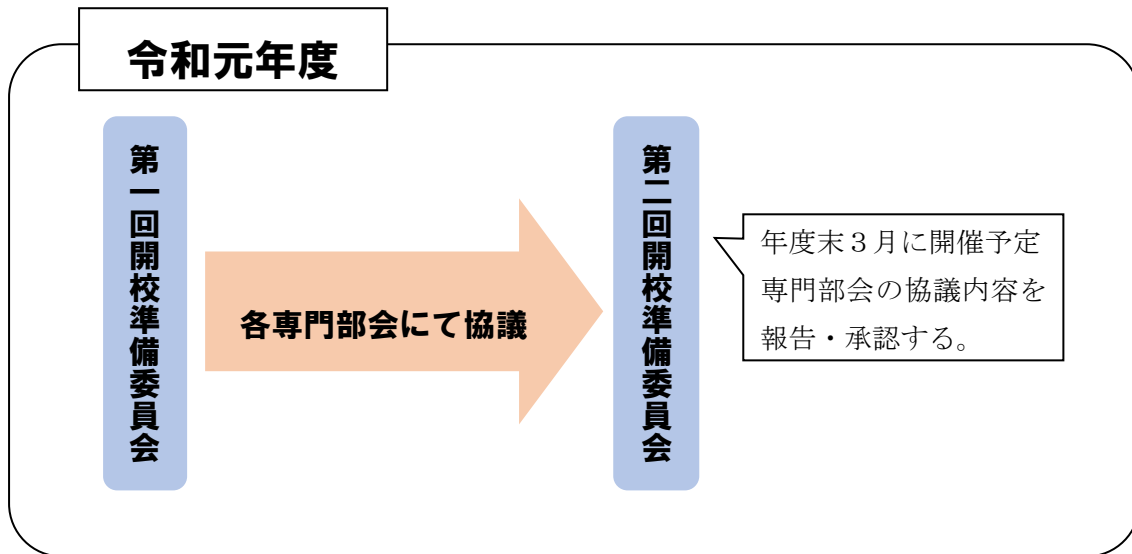 令和元年度
第一回開校準備委員会
各専門部会にて協議
第二回開校準備委員会
年度末３月に開催予定
専門部会の協議内容を
報告・承認する。